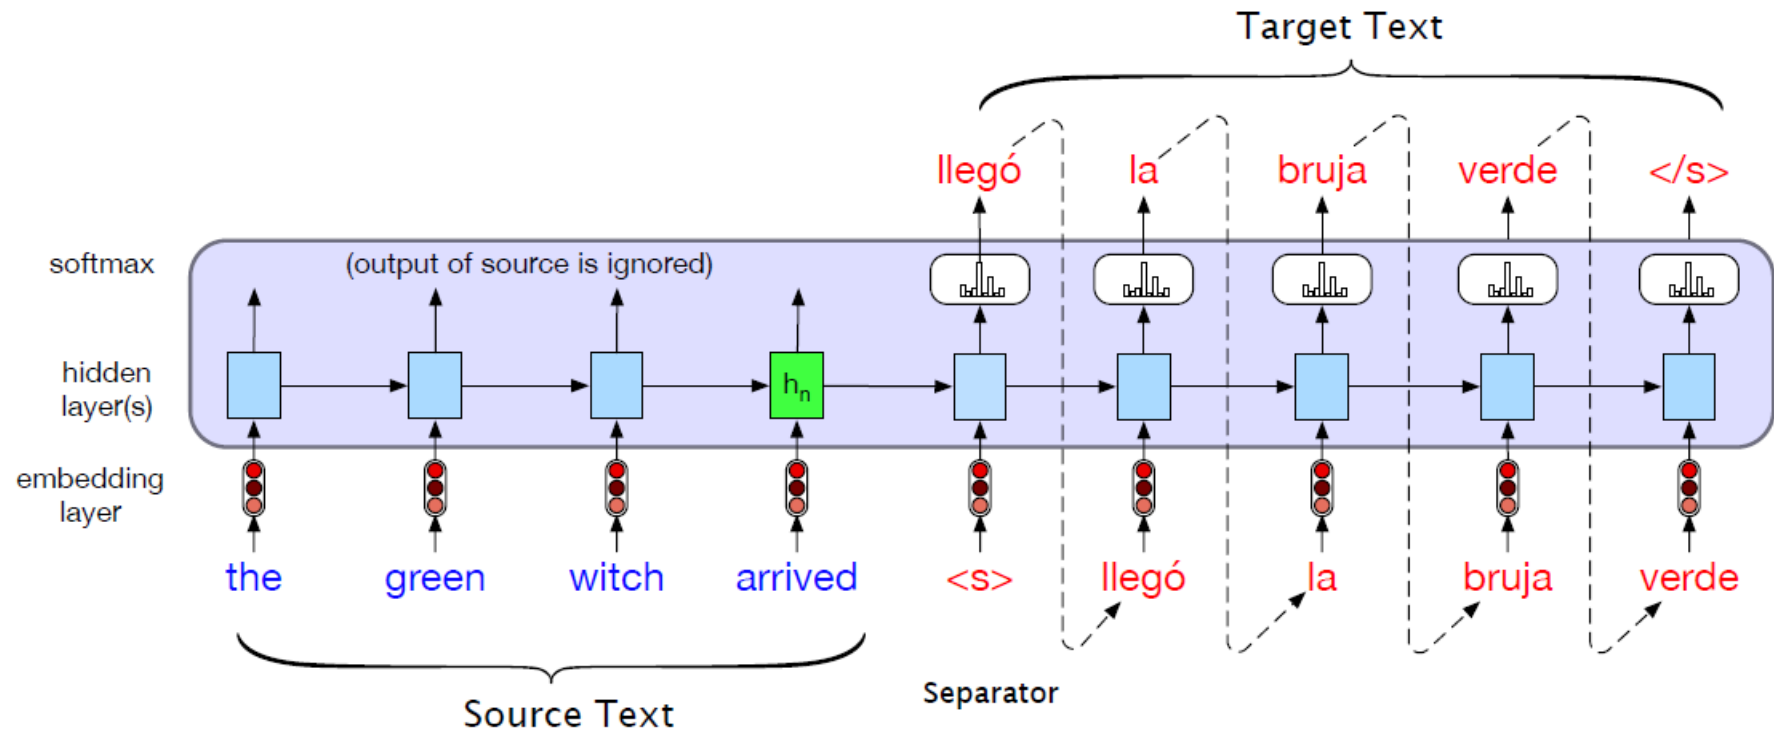 Target Text
llegó la bruja verde </s>
softmax (output of source is ignored)
hidden
layer(s)
hn
embedding
layer
the green witch arrived <s> llegó la bruja verde
Separator
Source Text